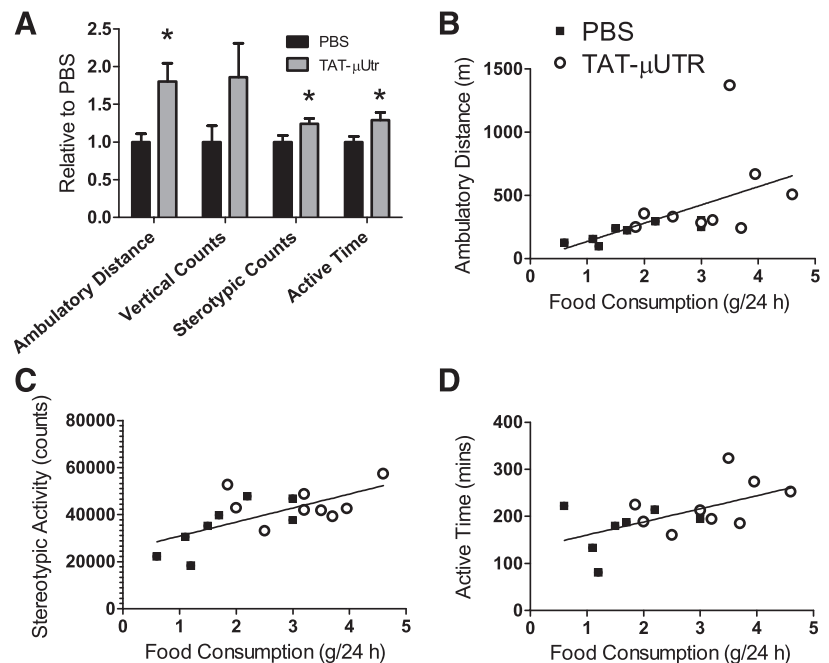 A
Relative to PBS
2.5
2.0
1.5
1.0
0.5
0.0
*
*
*
PBS
TAT-μUtr
Ambulatory Distance
Vertical Counts
Sterotypic Counts
Active Time
B
PBS
TAT-μUTR
Ambulatory Distance (m)
1500
1000
500
0
0 1 2 3 4 5
Food Consumption (g/24 h)
C
Stereotypic Activity (counts)
80000
60000
40000
20000
0
0 1 2 3 4 5
Food Consumption (g/24 h)
D
Active Time (mins)
400
300
200
100
0
0 1 2 3 4 5
Food Consumption (g/24 h)